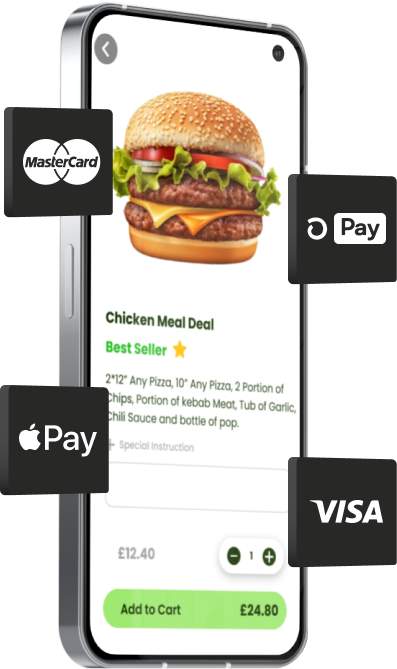 MasterCard
Pay
Chicken Meal Deal
Best Seller
2*12” Any Pizza, 10” Any Pizza, 2 Portion of
Chips, Portion of kebab Meat, Tub of Garlic,
Chili Sauce and bottle of pop.
Pay
Special Instruction
VISA
£12.40
1
Add to Cart £24.80